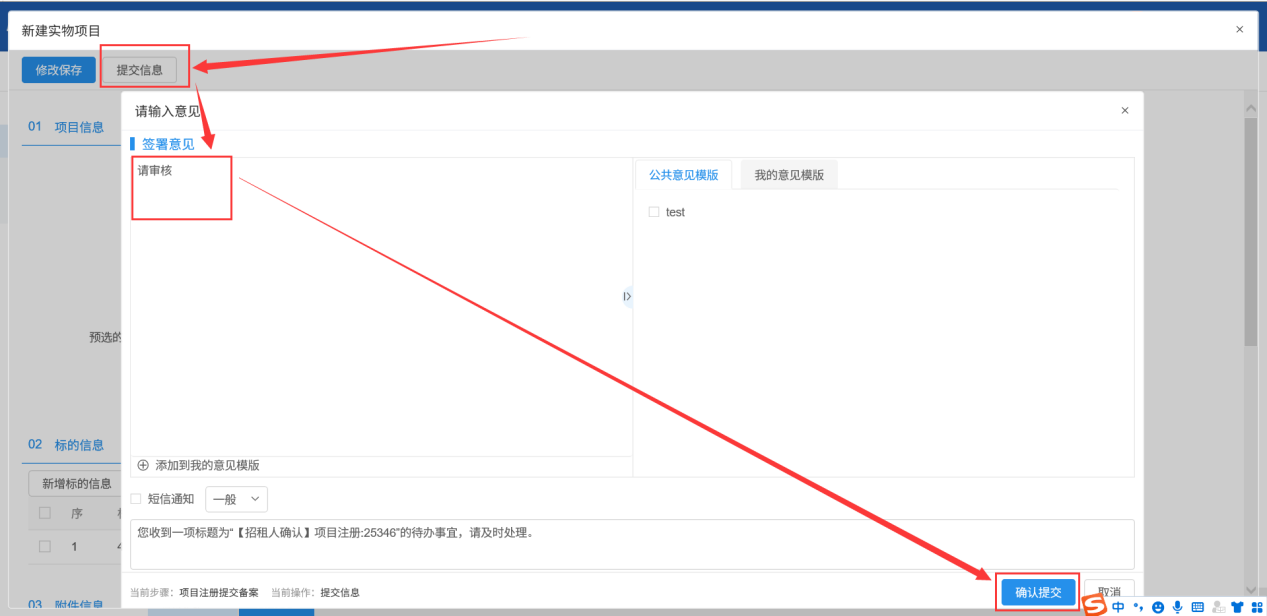 新建实物项目
修改保存 提交信息
请输入意见
01 项目信息
签署意见
请审核
公共意见模版 我的意见模版
test
预选的
02 标的信息
添加到我的意见模版
新增标的信息
短信通知 一般
序
您收到一项标题为“【招租人确认】项目注册:25346”的待办事宜，请及时处理。
1
当前步骤：项目注册提交备案 当前操作：提交信息
确认提交 取消
03 附件信息
中